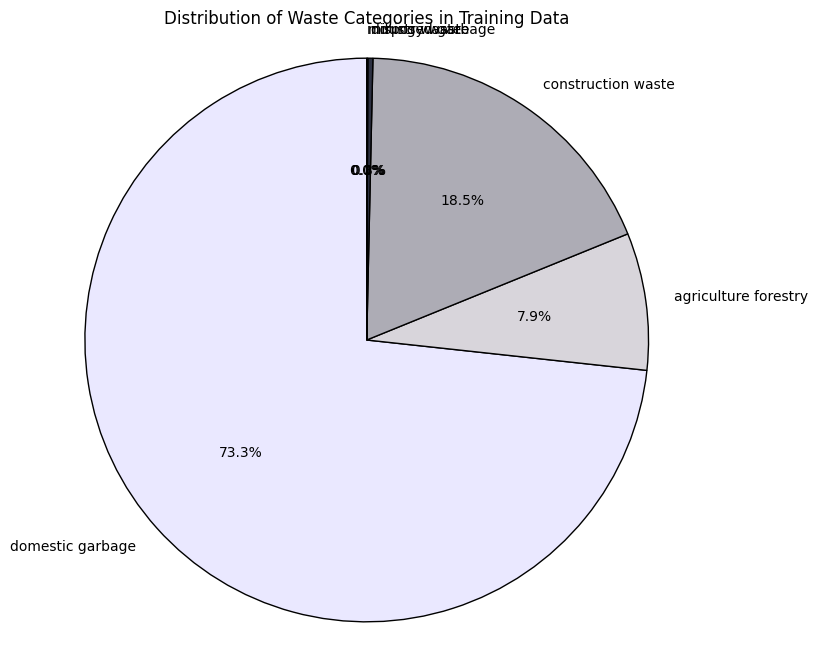 Distribution of Waste Categories in Training Data
construction waste
18.5%
agriculture forestry
7.9%
73.3%
domestic garbage